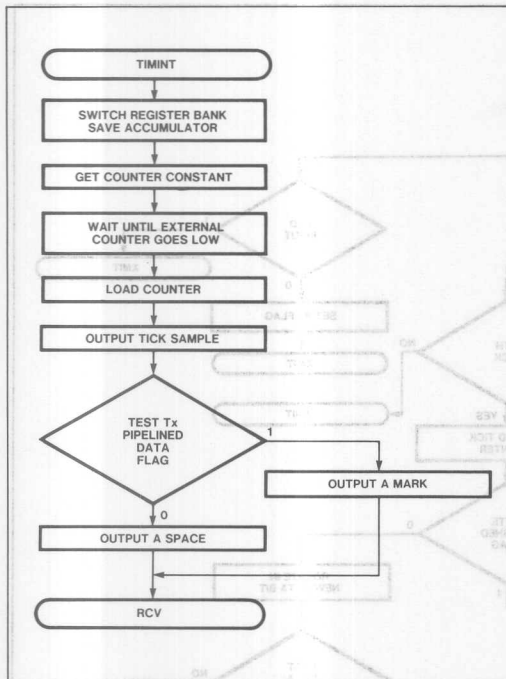 TIMINT
SWITCH REGISTER BANK
SAVE ACCUMULATOR
GET COUNTER CONSTANT
WAIT UNTIL EXTERNAL
COUNTER GOES LOW
LOAD COUNTER
OUTPUT TICK SAMPLE
TEST Tx
PIPELINED
DATA
FLAG
1
OUTPUT A MARK
0
OUTPUT A SPACE
RCV